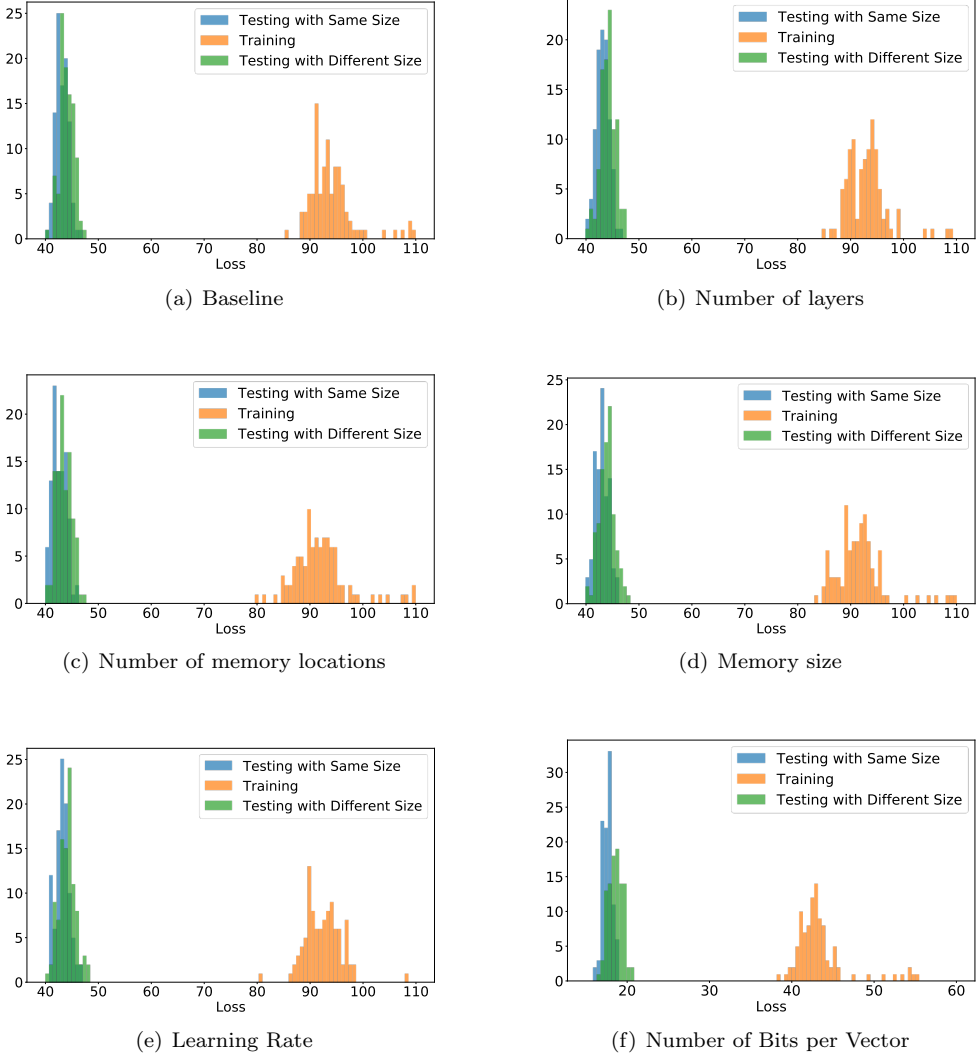 Testing with Same Size
Training
Testing with Different Size
25
20
15
10
5
0
40 50 60 70 80 90 100 110
Loss
(a) Baseline
Testing with Same Size
Training
Testing with Different Size
20
15
10
5
0
40 50 60 70 80 90 100 110
Loss
(b) Number of layers
Testing with Same Size
Training
Testing with Different Size
20
15
10
5
0
40 50 60 70 80 90 100 110
Loss
(c) Number of memory locations
Testing with Same Size
Training
Testing with Different Size
25
20
15
10
5
0
40 50 60 70 80 90 100 110
Loss
(d) Memory size
Testing with Same Size
Training
Testing with Different Size
25
20
15
10
5
0
40 50 60 70 80 90 100 110
Loss
(e) Learning Rate
Testing with Same Size
Training
Testing with Different Size
30
25
20
15
10
5
0
20 30 40 50 60
Loss
(f) Number of Bits per Vector